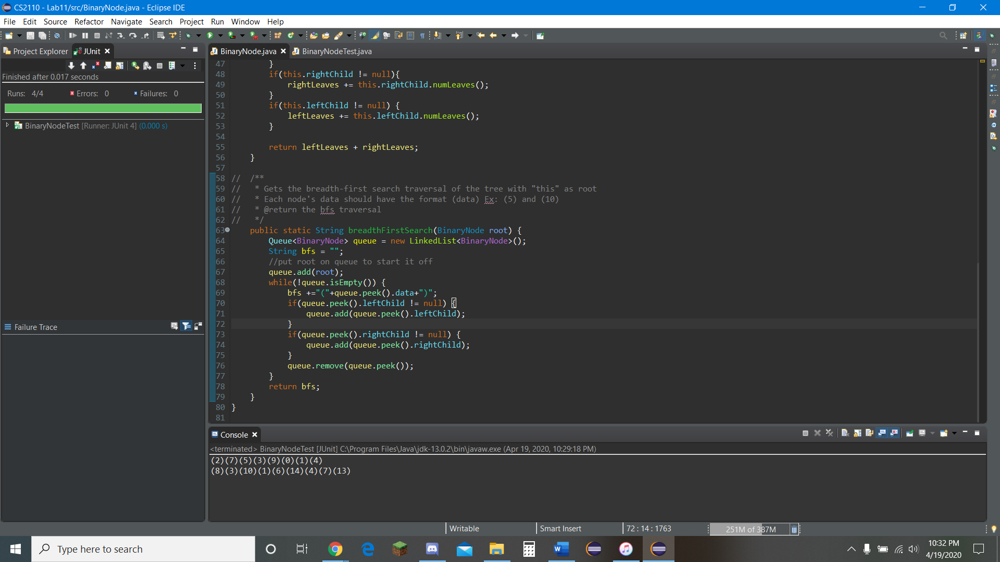 CS2110 - Lab11/src/BinaryNode.java - Eclipse IDE
File Edit Source Refactor Navigate Search Project Run Window Help
Project Explorer JUnit
Finished after 0.017 seconds
Runs: 4/4 Errors: 0 Failures: 0
BinaryNodeTest [Runner: JUnit 4] (0.000 s)
Failure Trace
BinaryNode.java BinaryNodeTest.java
47 }
48 if(this.rightChild != null){
49 rightLeaves += this.rightChild.numLeaves();
50 }
51 if(this.leftChild != null) {
52 leftLeaves += this.leftChild.numLeaves();
53 }
54
55 return leftLeaves + rightLeaves;
56 }
57
58 // /**
59 // * Gets the breadth-first search traversal of the tree with "this" as root
60 // * Each node's data should have the format (data) Ex: (5) and (10)
61 // * @return the bfs traversal
62 // */
63 public static String breadthFirstSearch(BinaryNode root) {
64 Queue<BinaryNode> queue = new LinkedList<BinaryNode>();
65 String bfs = "";
66 //put root on queue to start it off
67 queue.add(root);
68 while(!queue.isEmpty()) {
69 bfs +="("+queue.peek().data+")";
70 if(queue.peek().leftChild != null) {
71 queue.add(queue.peek().leftChild);
72 }
73 if(queue.peek().rightChild != null) {
74 queue.add(queue.peek().rightChild);
75 }
76 queue.remove(queue.peek());
77 }
78 return bfs;
79 }
80 }
81
Console
<terminated> BinaryNodeTest [JUnit] C:\Program Files\Java\jdk-13.0.2\bin\javaw.exe (Apr 19, 2020, 10:29:18 PM)
(2)(7)(5)(3)(9)(0)(1)(4)
(8)(3)(10)(1)(6)(14)(4)(7)(13)
Writable Smart Insert 72 : 14 : 1763 251M of 387M
Type here to search
10:32 PM
4/19/2020